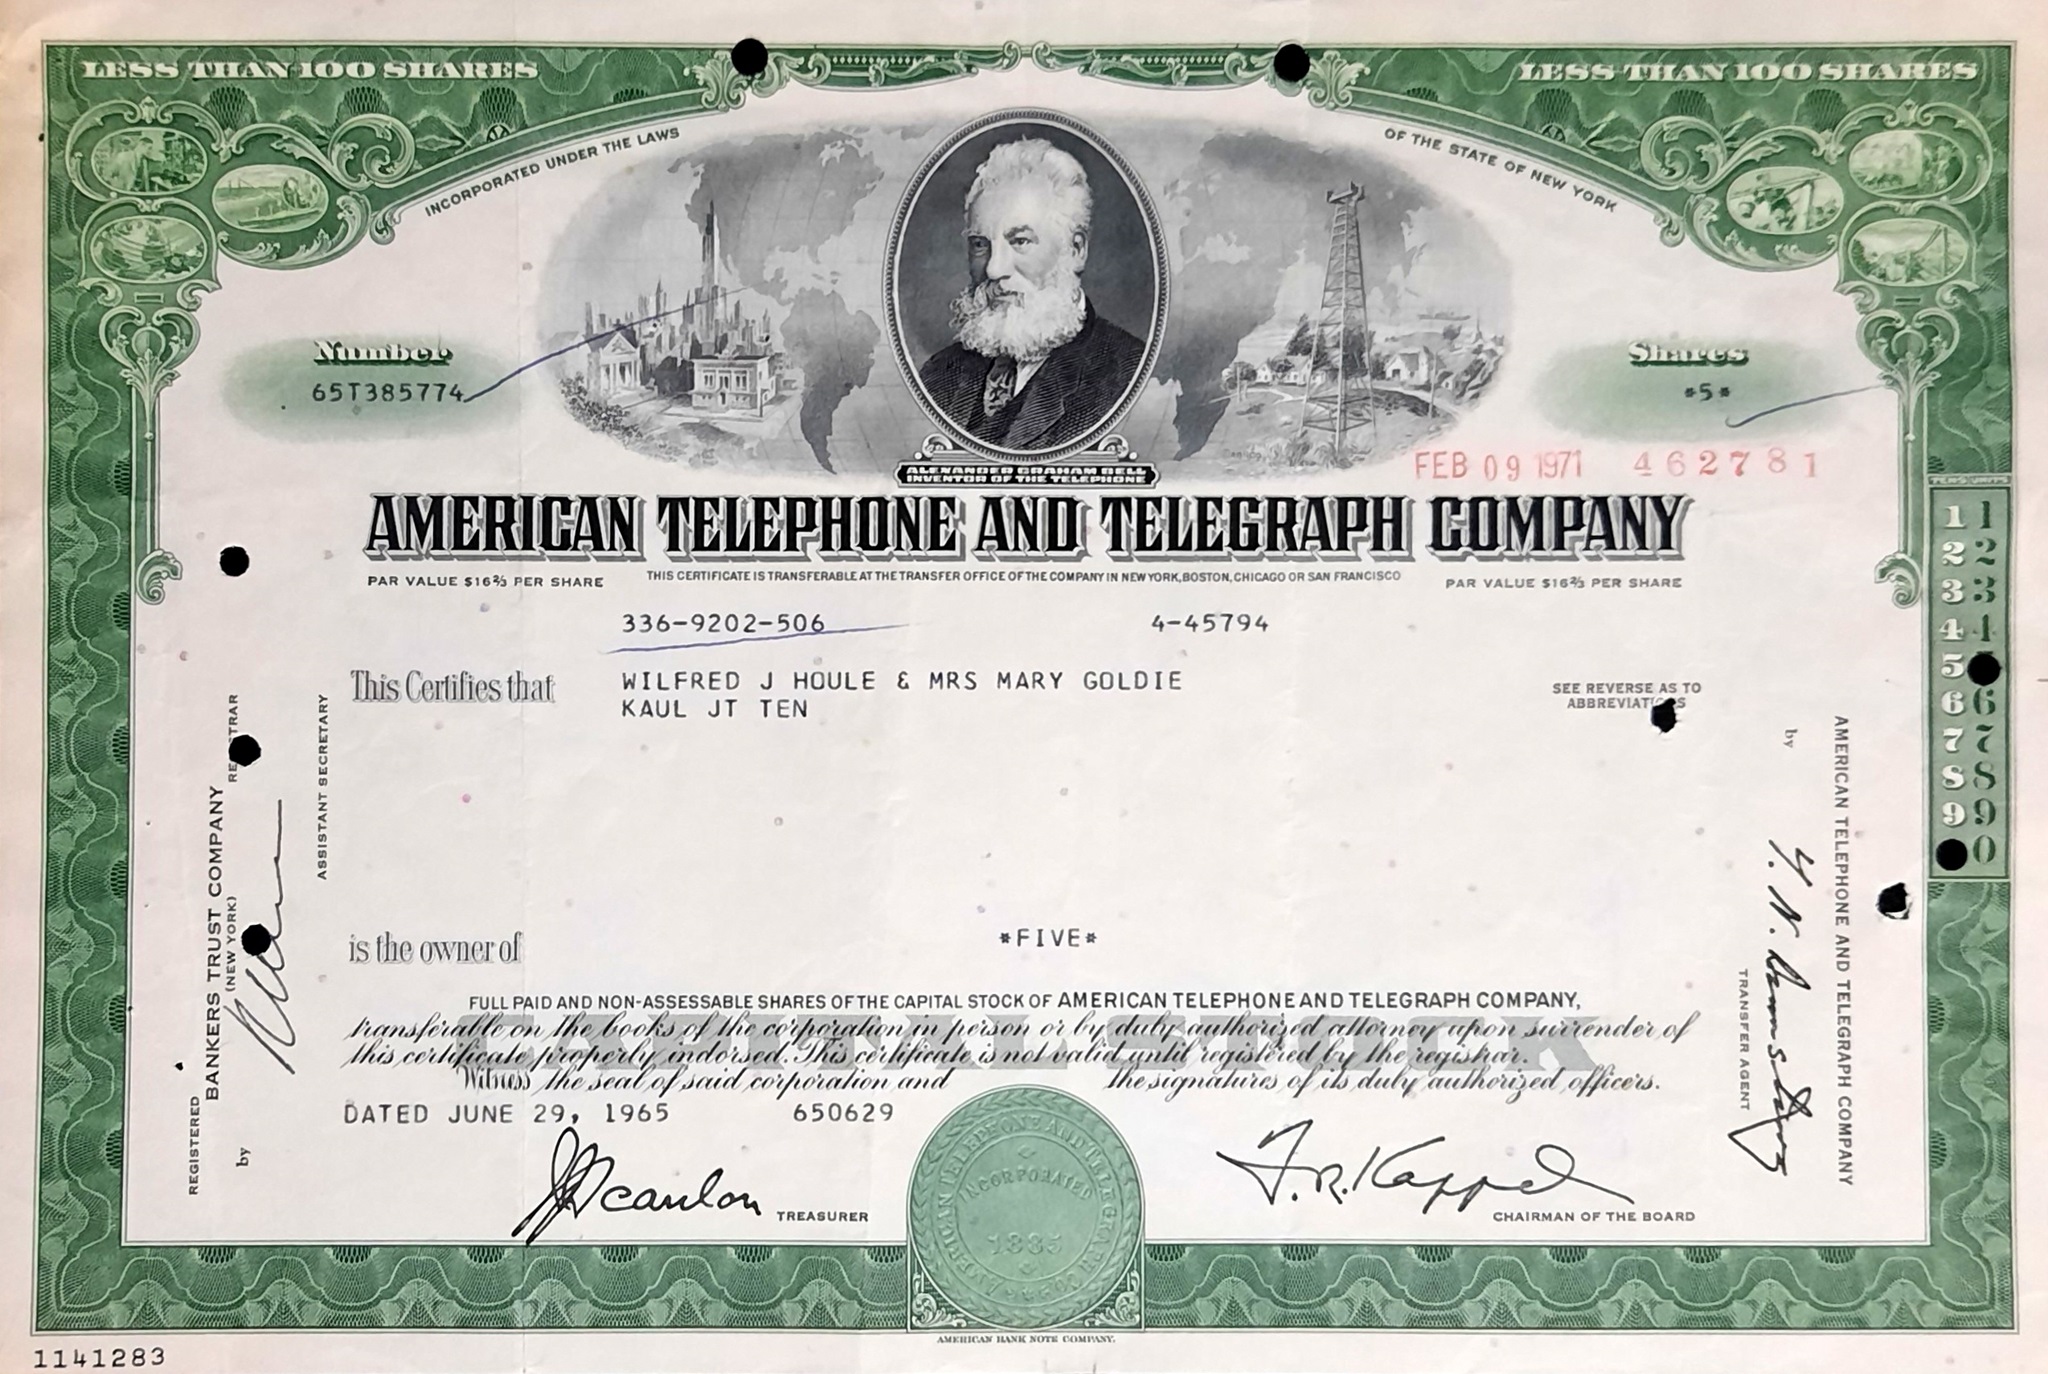 LESS THAN 100 SHARES
LESS THAN 100 SHARES
INCORPORATED UNDER THE LAWS
OF THE STATE OF NEW YORK
Number
65T385774
Shares
*5*
ALEXANDER GRAHAM BELL
INVENTOR OF THE TELEPHONE
FEB 09 1971 462781
AMERICAN TELEPHONE AND TELEGRAPH COMPANY
PAR VALUE $16⅔ PER SHARE
THIS CERTIFICATE IS TRANSFERABLE AT THE TRANSFER OFFICE OF THE COMPANY IN NEW YORK, BOSTON, CHICAGO OR SAN FRANCISCO
PAR VALUE $16⅔ PER SHARE
336-9202-506 4-45794
This Certifies that WILFRED J HOULE & MRS MARY GOLDIE
KAUL JT TEN
SEE REVERSE AS TO
ABBREVIATIONS
is the owner of *FIVE*
CAPITAL STOCK
FULL PAID AND NON-ASSESSABLE SHARES OF THE CAPITAL STOCK OF AMERICAN TELEPHONE AND TELEGRAPH COMPANY,
transferable on the books of the corporation in person or by duly authorized attorney upon surrender of
this certificate properly indorsed. This certificate is not valid until registered by the registrar.
Witness the seal of said corporation and the signatures of its duly authorized officers.
DATED JUNE 29, 1965 650629
J J Scanlon TREASURER
F. R. Kappel
CHAIRMAN OF THE BOARD
AMERICAN TELEPHONE AND TELEGRAPH COMPANY
INCORPORATED
1885
AMERICAN BANK NOTE COMPANY.
1141283
REGISTERED
BANKERS TRUST COMPANY
(NEW YORK) REGISTRAR
by
ASSISTANT SECRETARY
AMERICAN TELEPHONE AND TELEGRAPH COMPANY
by
TRANSFER AGENT
TENS UNITS
1 1
2 2
3 3
4 4
5
6 6
7 7
8 8
9 9
0